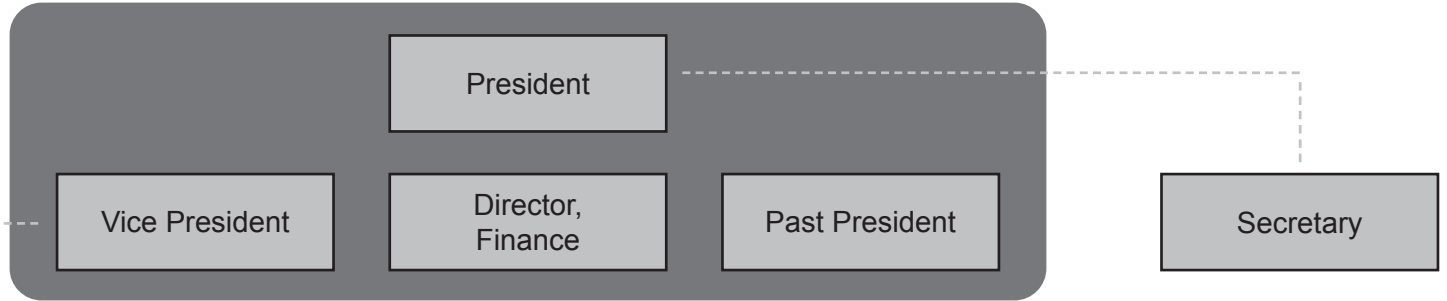 President
Vice President
Director,
Finance
Past President
Secretary